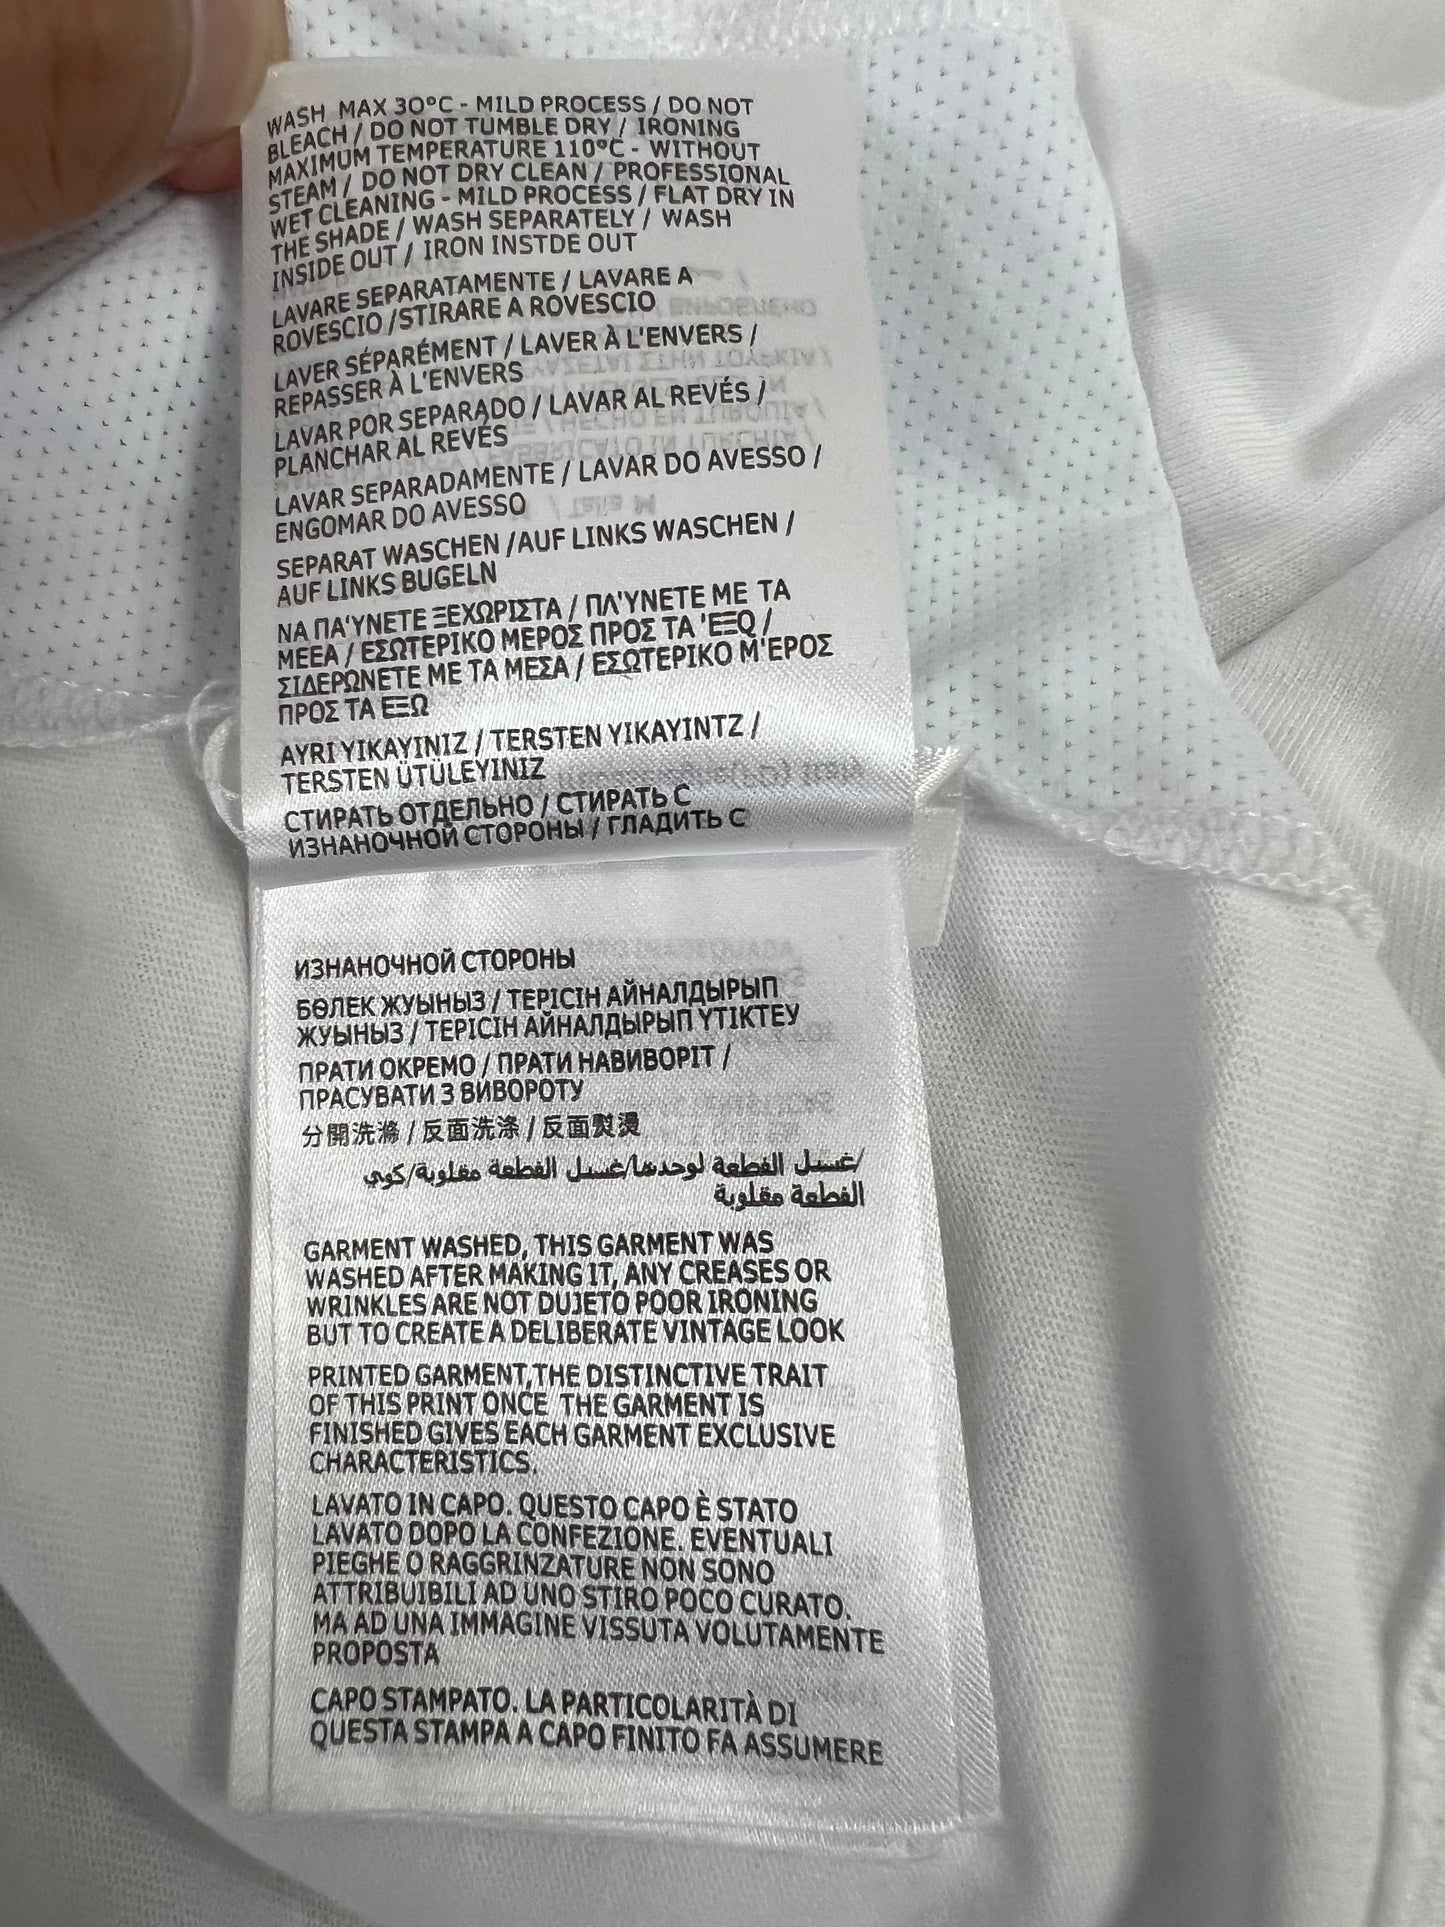 WASH MAX 30°C - MILD PROCESS / DO NOT
BLEACH / DO NOT TUMBLE DRY / IRONING
MAXIMUM TEMPERATURE 110°C - WITHOUT
STEAM / DO NOT DRY CLEAN / PROFESSIONAL
WET CLEANING - MILD PROCESS / FLAT DRY IN
THE SHADE / WASH SEPARATELY / WASH
INSIDE OUT / IRON INSTDE OUT
LAVARE SEPARATAMENTE / LAVARE A
ROVESCIO /STIRARE A ROVESCIO
LAVER SÉPARÉMENT / LAVER À L'ENVERS /
REPASSER À L'ENVERS
LAVAR POR SEPARADO / LAVAR AL REVÉS /
PLANCHAR AL REVÉS
LAVAR SEPARADAMENTE / LAVAR DO AVESSO /
ENGOMAR DO AVESSO
SEPARAT WASCHEN /AUF LINKS WASCHEN /
AUF LINKS BUGELN
ΝΑ ΠΑ'ΥΝΕΤΕ ΞΕΧΩΡΙΣΤΑ / ΠΛ'ΥΝΕΤΕ ΜΕ ΤΑ
ΜΕΕΑ / ΕΣΩΤΕΡΙΚΟ ΜΕΡΟΣ ΠΡΟΣ ΤΑ 'ΕΞQ /
ΣΙΔΕΡΩΝΕΤΕ ΜΕ ΤΑ ΜΕΣΑ / ΕΣΩΤΕΡΙΚΟ Μ'ΕΡΟΣ
ΠΡΟΣ ΤΑ ΕΞΩ
AYRI YIKAYINIZ / TERSTEN YIKAYINTZ /
TERSTEN ÜTÜLEYINIZ
СТИРАТЬ ОТДЕЛЬНО / СТИРАТЬ С
ИЗНАНОЧНОЙ СТОРОНЫ / ГЛАДИТЬ С
ИЗНАНОЧНОЙ СТОРОНЫ
БӨЛЕК ЖУЫНЫЗ / ТЕРІСІН АЙНАЛДЫРЫП
ЖУЫНЫЗ / ТЕРІСІН АЙНАЛДЫРЫП ҮТІКТЕУ
ПРАТИ ОКРЕМО / ПРАТИ НАВИВОРІТ /
ПРАСУВАТИ З ВИВОРОТУ
分開洗滌 / 反面洗滌 / 反面熨燙
/غسل القطعة لوحدها/غسل القطعة مقلوبة/كوي
القطعة مقلوبة
GARMENT WASHED, THIS GARMENT WAS
WASHED AFTER MAKING IT, ANY CREASES OR
WRINKLES ARE NOT DUJETO POOR IRONING
BUT TO CREATE A DELIBERATE VINTAGE LOOK
PRINTED GARMENT,THE DISTINCTIVE TRAIT
OF THIS PRINT ONCE THE GARMENT IS
FINISHED GIVES EACH GARMENT EXCLUSIVE
CHARACTERISTICS.
LAVATO IN CAPO. QUESTO CAPO È STATO
LAVATO DOPO LA CONFEZIONE. EVENTUALI
PIEGHE O RAGGRINZATURE NON SONO
ATTRIBUIBILI AD UNO STIRO POCO CURATO.
MA AD UNA IMMAGINE VISSUTA VOLUTAMENTE
PROPOSTA
CAPO STAMPATO. LA PARTICOLARITÀ DI
QUESTA STAMPA A CAPO FINITO FA ASSUMERE